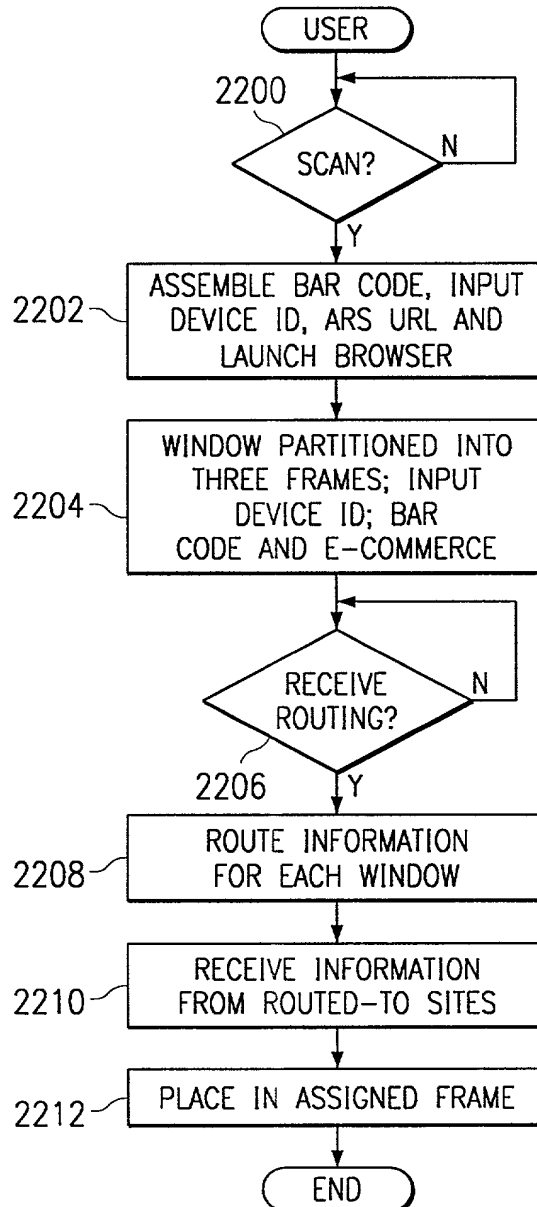 USER
2200
SCAN?
N
Y
2202
ASSEMBLE BAR CODE, INPUT
DEVICE ID, ARS URL AND
LAUNCH BROWSER
2204
WINDOW PARTITIONED INTO
THREE FRAMES; INPUT
DEVICE ID; BAR
CODE AND E-COMMERCE
RECEIVE
ROUTING?
N
2206
Y
2208
ROUTE INFORMATION
FOR EACH WINDOW
2210
RECEIVE INFORMATION
FROM ROUTED-TO SITES
2212
PLACE IN ASSIGNED FRAME
END